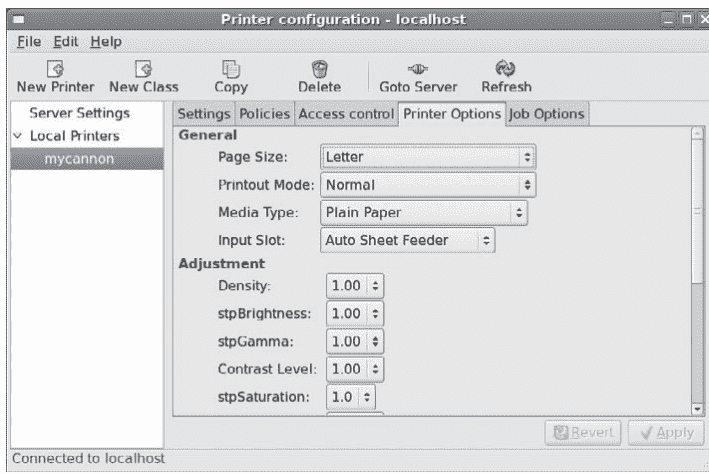 Printer configuration - localhost
File Edit Help
New Printer New Class Copy Delete Goto Server Refresh
Server Settings
Local Printers
mycannon
Settings Policies Access control Printer Options Job Options
General
Page Size: Letter
Printout Mode: Normal
Media Type: Plain Paper
Input Slot: Auto Sheet Feeder
Adjustment
Density: 1.00
stpBrightness: 1.00
stpGamma: 1.00
Contrast Level: 1.00
stpSaturation: 1.0
Revert Apply
Connected to localhost